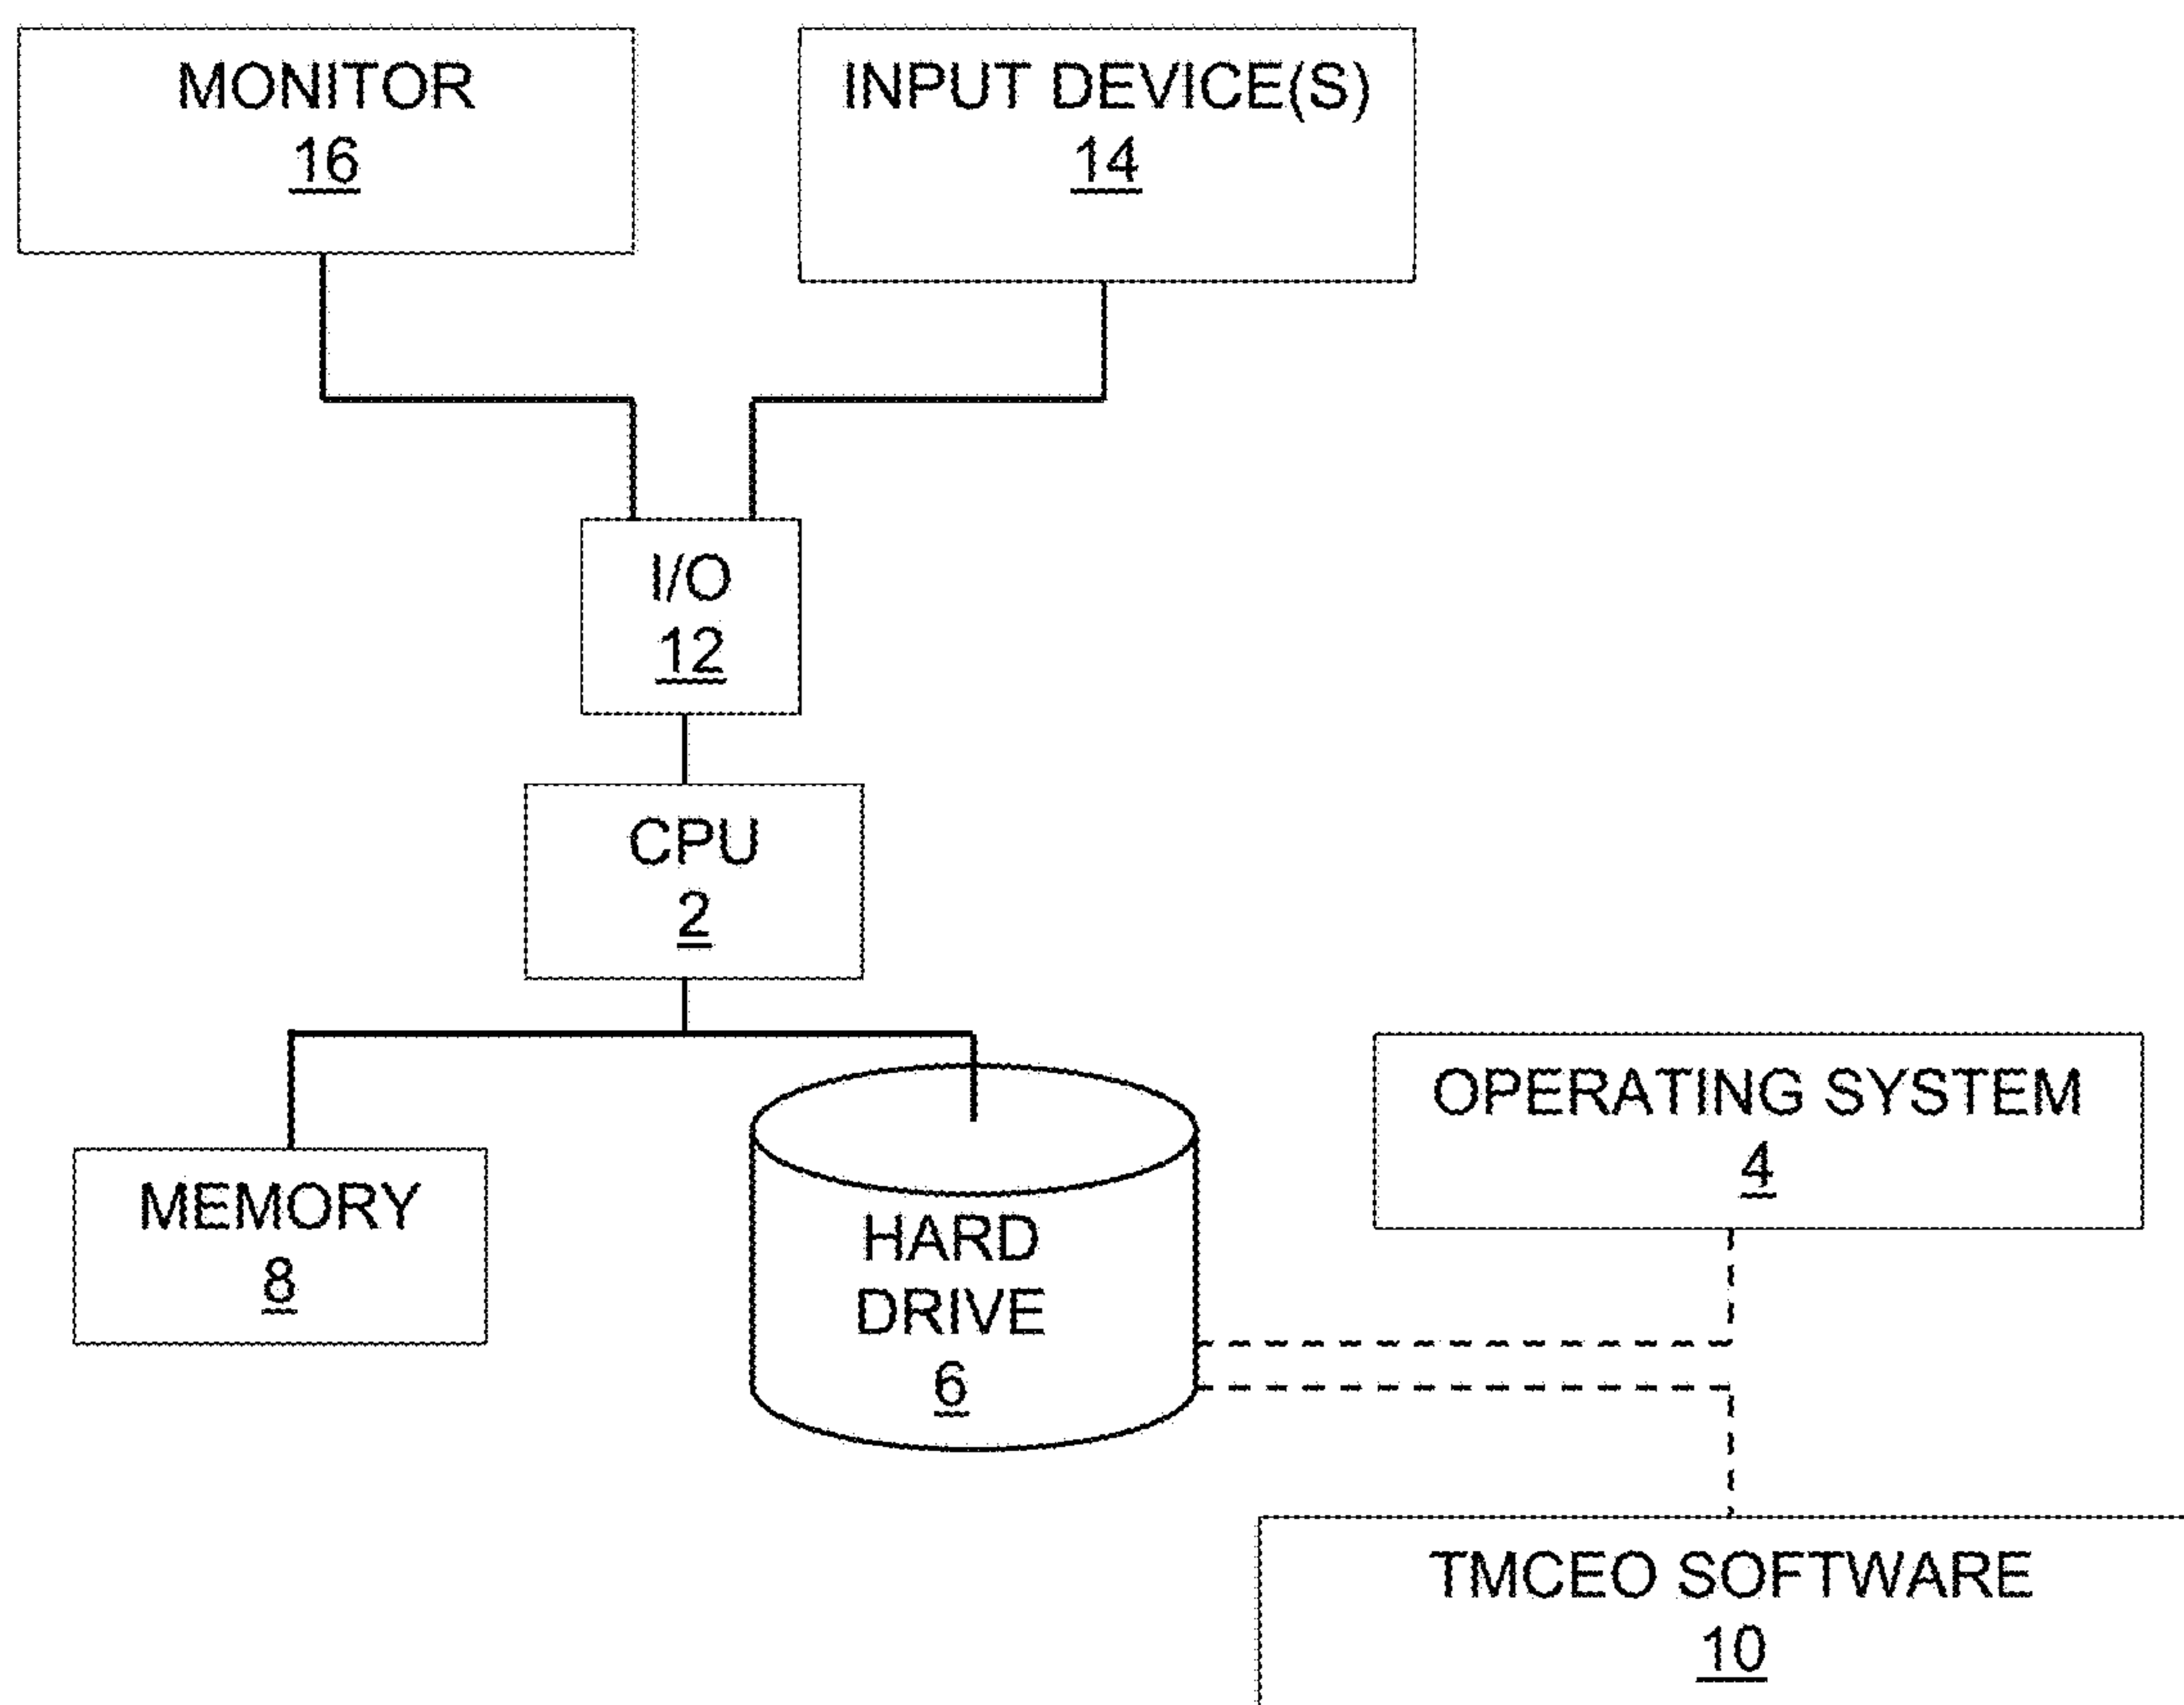 MONITOR
16
INPUT DEVICE(S)
14
I/O
12
CPU
2
MEMORY
8
HARD
DRIVE
6
OPERATING SYSTEM
4
TMCEO SOFTWARE
10